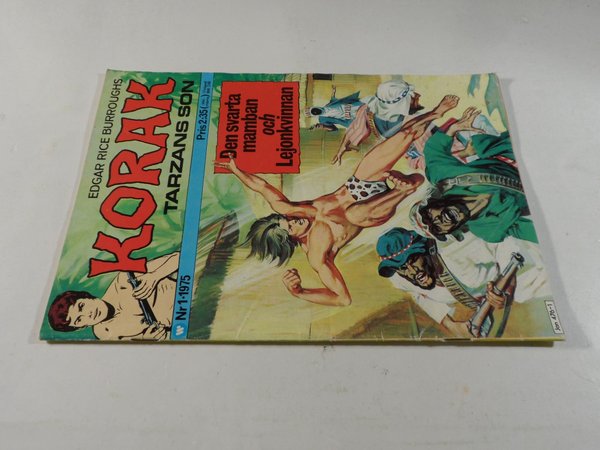 EDGAR RICE BURROUGHS
KORAK
TARZANS SON
Nr 1•1975
Pris 2:35
Den svarta
mamban
och
Lejonkvinnan